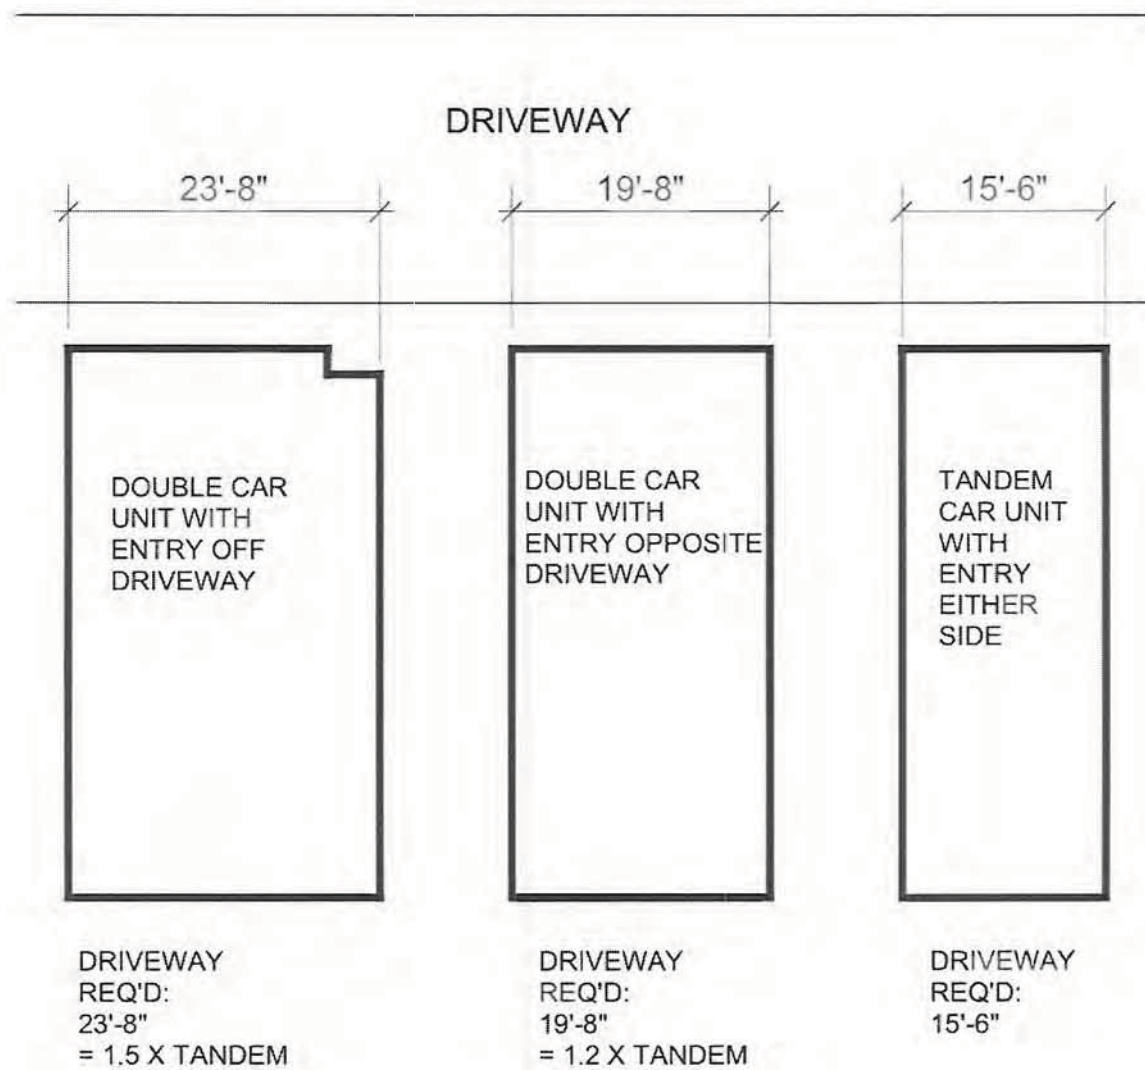 DRIVEWAY
23'-8"
19'-8"
15'-6"
DOUBLE CAR
UNIT WITH
ENTRY OFF
DRIVEWAY
DOUBLE CAR
UNIT WITH
ENTRY OPPOSITE
DRIVEWAY
TANDEM
CAR UNIT
WITH
ENTRY
EITHER
SIDE
DRIVEWAY
REQ'D:
23'-8"
= 1.5 X TANDEM
DRIVEWAY
REQ'D:
19'-8"
= 1.2 X TANDEM
DRIVEWAY
REQ'D:
15'-6"